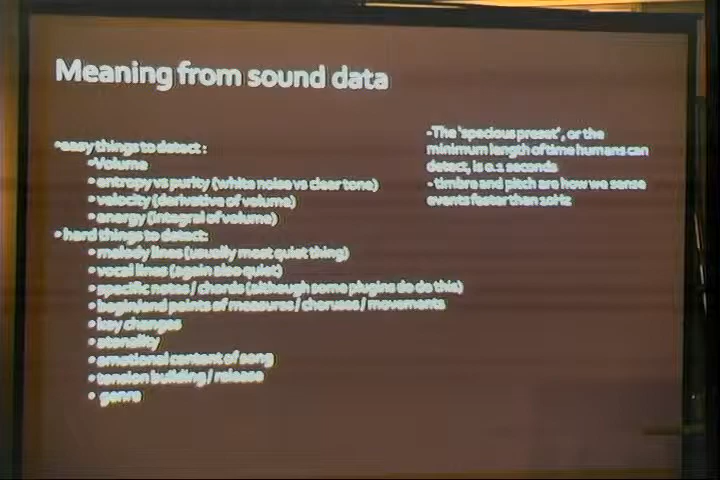 Meaning from sound data
•easy things to detect :
•Volume
• entropy vs purity (white noise vs clear tone)
• velocity (derivative of volume)
• energy (integral of volume)
• hard things to detect:
• melody lines (usually most quiet thing)
• vocal lines (again also quiet)
• specific notes / chords (although some plugins do do this)
• begin/end points of measures / choruses / movements
• key changes
• atonality
• emotional content of song
• tension building / release
• genre
-The 'specious preset', or the
minimum length of time humans can
detect, is 0.1 seconds
- timbre and pitch are how we sense
events faster than 10Hz